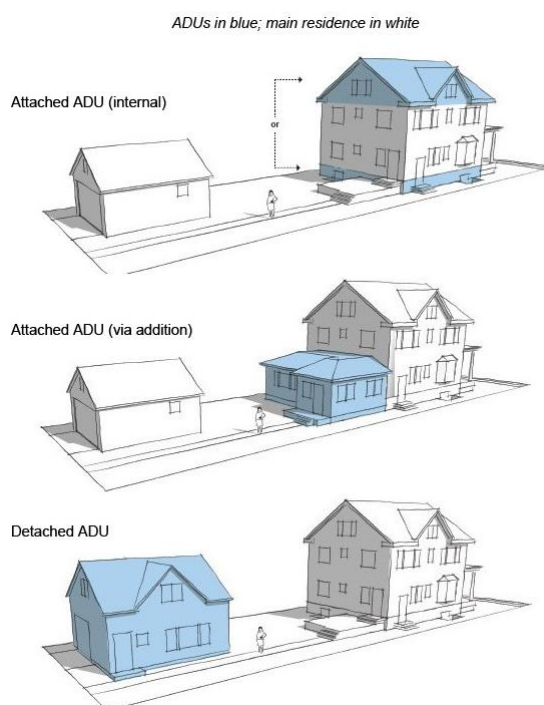 ADUs in blue; main residence in white
Attached ADU (internal)
or
Attached ADU (via addition)
Detached ADU